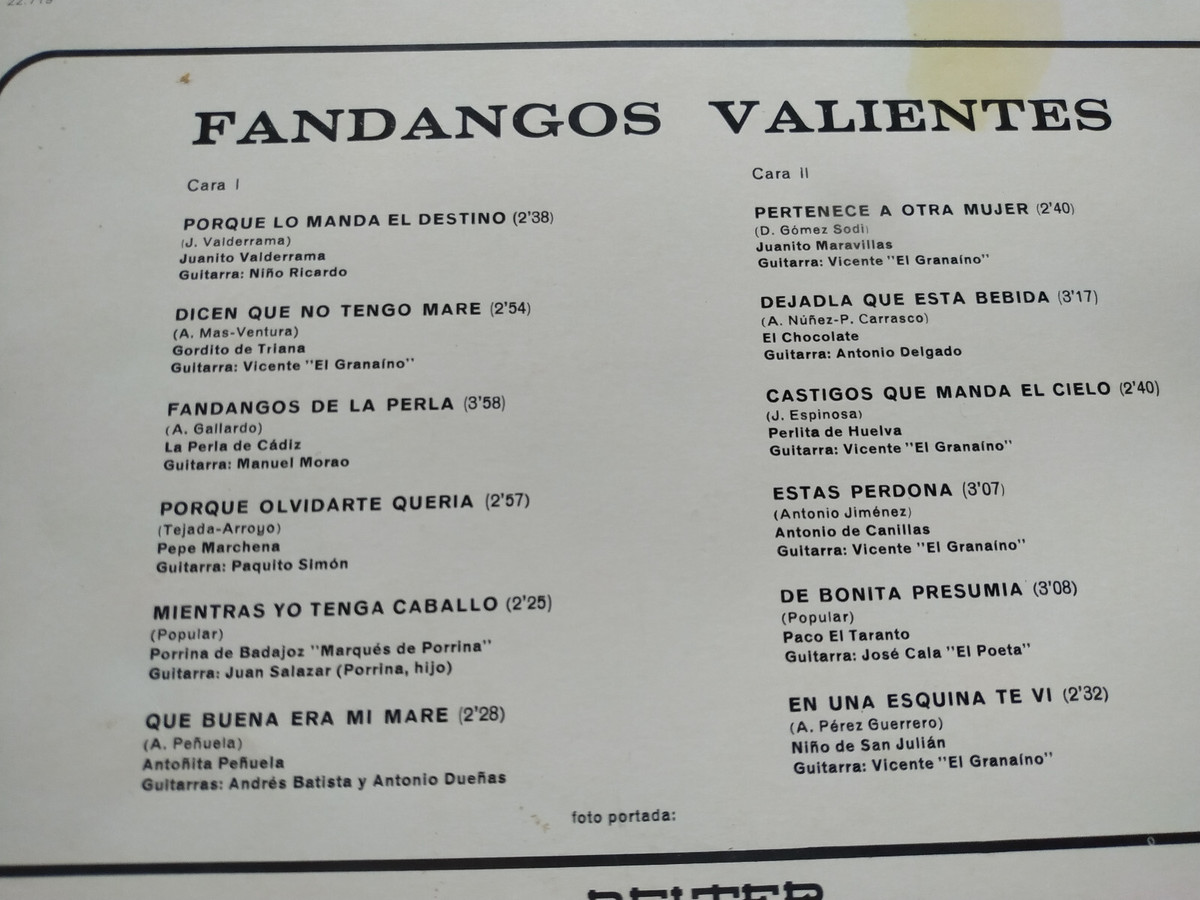 FANDANGOS VALIENTES
Cara I
PORQUE LO MANDA EL DESTINO (2'38)
(J. Valderrama)
Juanito Valderrama
Guitarra: Niño Ricardo
DICEN QUE NO TENGO MARE (2'54)
(A. Mas-Ventura)
Gordito de Triana
Guitarra: Vicente "El Granaíno"
FANDANGOS DE LA PERLA (3'58)
(A. Gallardo)
La Perla de Cádiz
Guitarra: Manuel Morao
PORQUE OLVIDARTE QUERIA (2'57)
(Tejada-Arroyo)
Pepe Marchena
Guitarra: Paquito Simón
MIENTRAS YO TENGA CABALLO (2'25)
(Popular)
Porrina de Badajoz "Marqués de Porrina"
Guitarra: Juan Salazar (Porrina, hijo)
QUE BUENA ERA MI MARE (2'28)
(A. Peñuela)
Antoñita Peñuela
Guitarras: Andrés Batista y Antonio Dueñas
Cara II
PERTENECE A OTRA MUJER (2'40)
(D. Gómez Sodi)
Juanito Maravillas
Guitarra: Vicente "El Granaíno"
DEJADLA QUE ESTA BEBIDA (3'17)
(A. Núñez-P. Carrasco)
El Chocolate
Guitarra: Antonio Delgado
CASTIGOS QUE MANDA EL CIELO (2'40)
(J. Espinosa)
Perlita de Huelva
Guitarra: Vicente "El Granaíno"
ESTAS PERDONA (3'07)
(Antonio Jiménez)
Antonio de Canillas
Guitarra: Vicente "El Granaíno"
DE BONITA PRESUMIA (3'08)
(Popular)
Paco El Taranto
Guitarra: José Cala "El Poeta"
EN UNA ESQUINA TE VI (2'32)
(A. Pérez Guerrero)
Niño de San Julián
Guitarra: Vicente "El Granaíno"
foto portada: